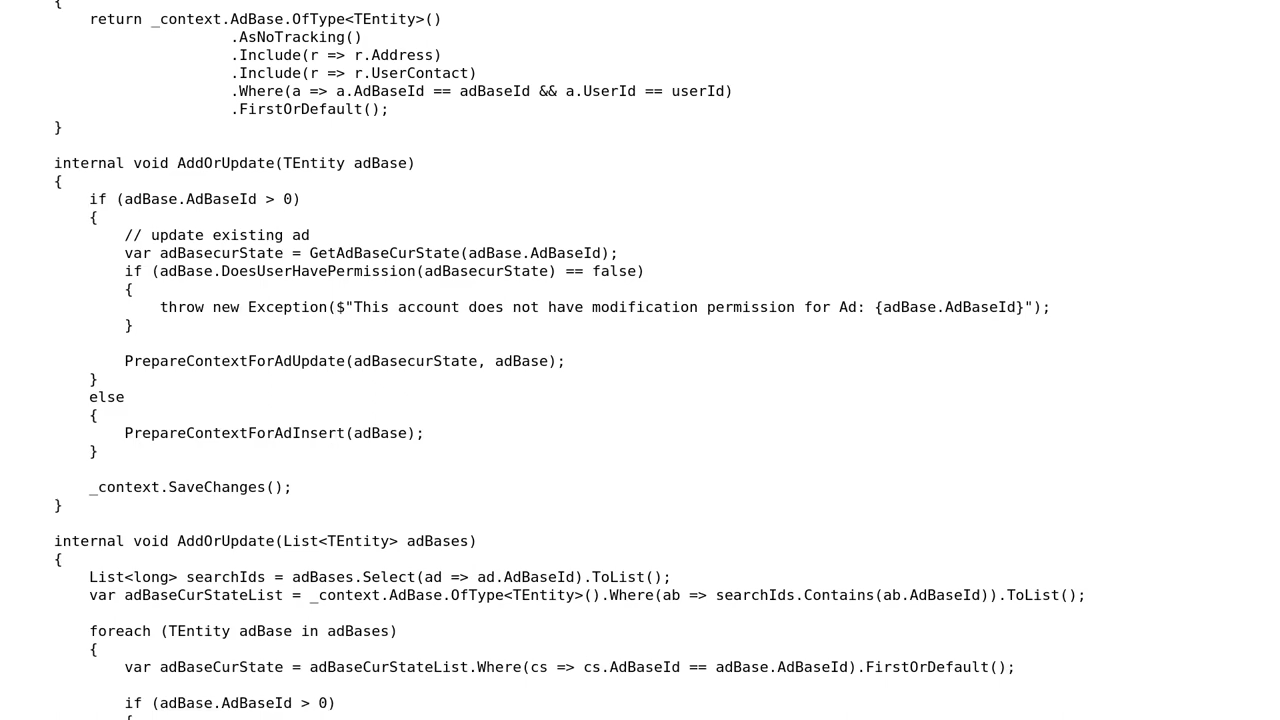 {
return _context.AdBase.OfType<TEntity>()
.AsNoTracking()
.Include(r => r.Address)
.Include(r => r.UserContact)
.Where(a => a.AdBaseId == adBaseId && a.UserId == userId)
.FirstOrDefault();
}
internal void AddOrUpdate(TEntity adBase)
{
if (adBase.AdBaseId > 0)
{
// update existing ad
var adBasecurState = GetAdBaseCurState(adBase.AdBaseId);
if (adBase.DoesUserHavePermission(adBasecurState) == false)
{
throw new Exception($"This account does not have modification permission for Ad: {adBase.AdBaseId}");
}
PrepareContextForAdUpdate(adBasecurState, adBase);
}
else
{
PrepareContextForAdInsert(adBase);
}
_context.SaveChanges();
}
internal void AddOrUpdate(List<TEntity> adBases)
{
List<long> searchIds = adBases.Select(ad => ad.AdBaseId).ToList();
var adBaseCurStateList = _context.AdBase.OfType<TEntity>().Where(ab => searchIds.Contains(ab.AdBaseId)).ToList();
foreach (TEntity adBase in adBases)
{
var adBaseCurState = adBaseCurStateList.Where(cs => cs.AdBaseId == adBase.AdBaseId).FirstOrDefault();
if (adBase.AdBaseId > 0)
{